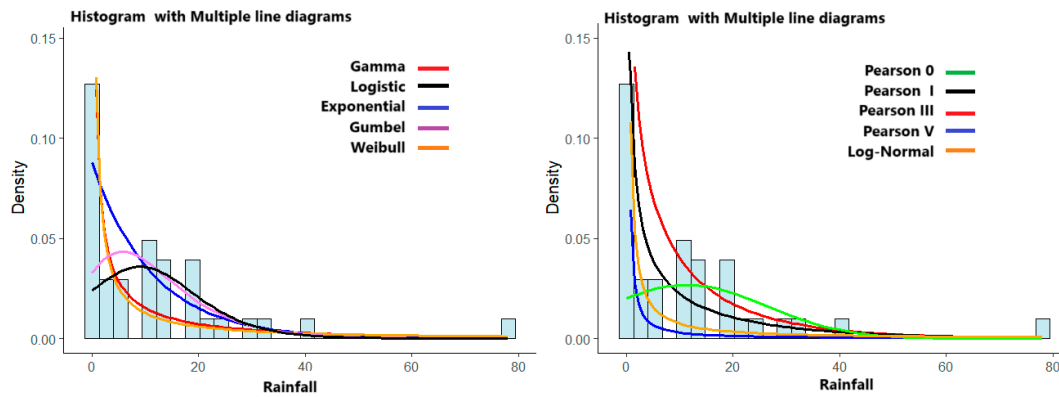 Histogram with Multiple line diagrams
0.15
0.10
0.05
0.00
Density
Gamma
Logistic
Exponential
Gumbel
Weibull
0
20
40
60
80
Rainfall
Histogram with Multiple line diagrams
0.15
0.10
0.05
0.00
Density
Pearson 0
Pearson I
Pearson III
Pearson V
Log-Normal
0
20
40
60
80
Rainfall